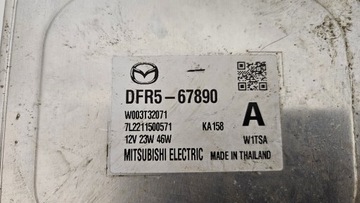 DFR5-67890
W003T32071
7L2211500571 KA158
12V 23W 46W
A
W1TSA
MITSUBISHI ELECTRIC MADE IN THAILAND